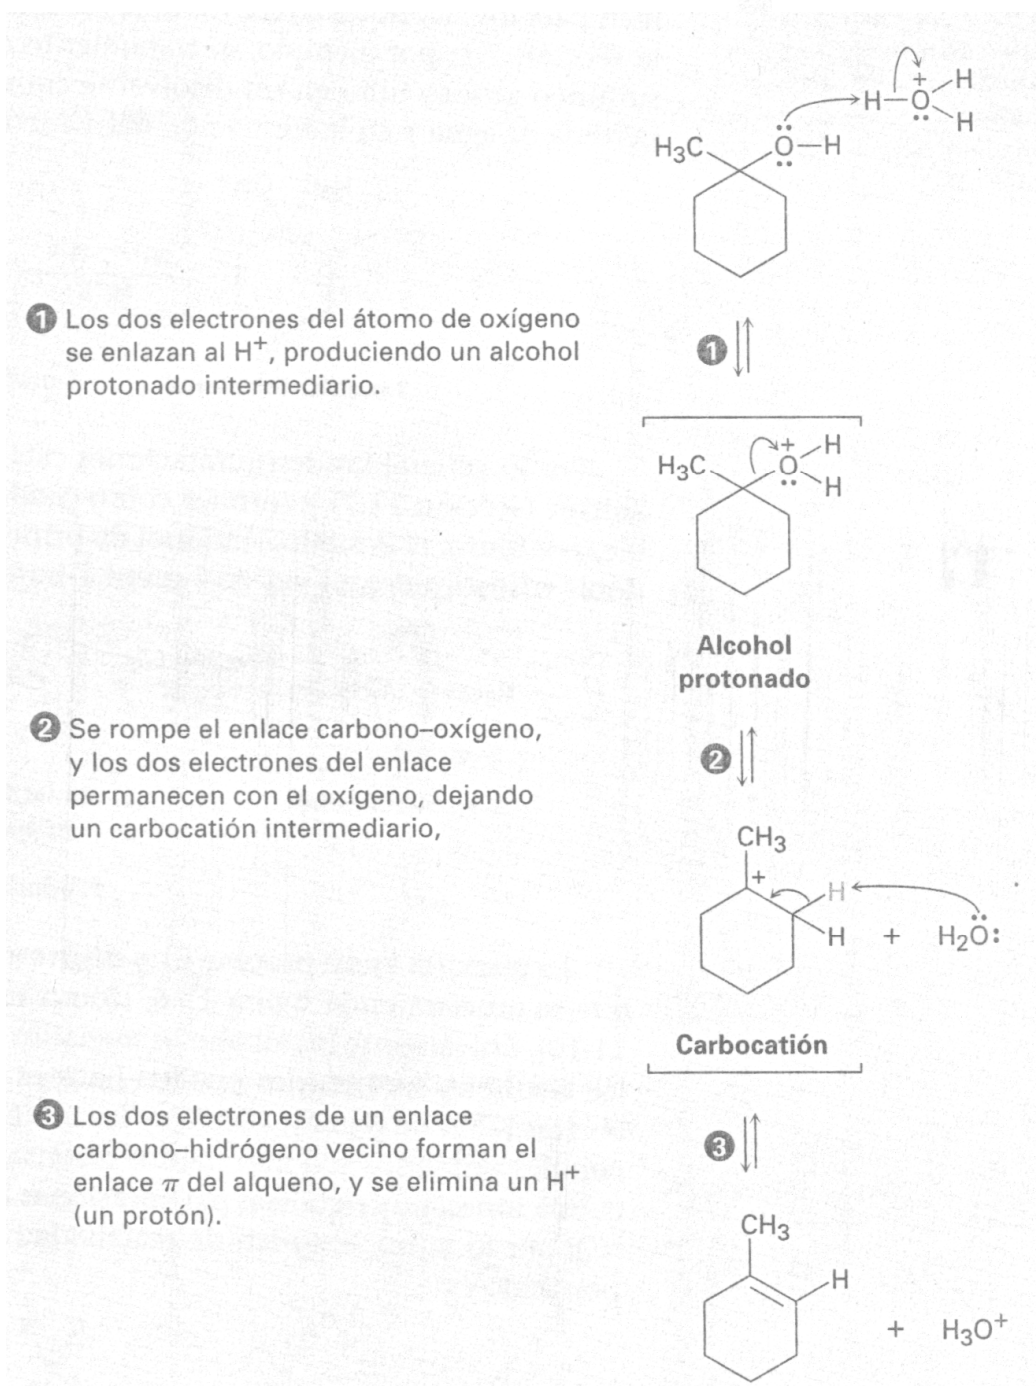 H—O+
H
H
H3C
O—H
1 Los dos electrones del átomo de oxígeno
se enlazan al H+, produciendo un alcohol
protonado intermediario.
1
H3C
O+
H
H
Alcohol
protonado
2 Se rompe el enlace carbono–oxígeno,
y los dos electrones del enlace
permanecen con el oxígeno, dejando
un carbocatión intermediario,
2
CH3
+
H
H + H2O:
Carbocatión
3 Los dos electrones de un enlace
carbono–hidrógeno vecino forman el
enlace π del alqueno, y se elimina un H+
(un protón).
3
CH3
H
+ H3O+